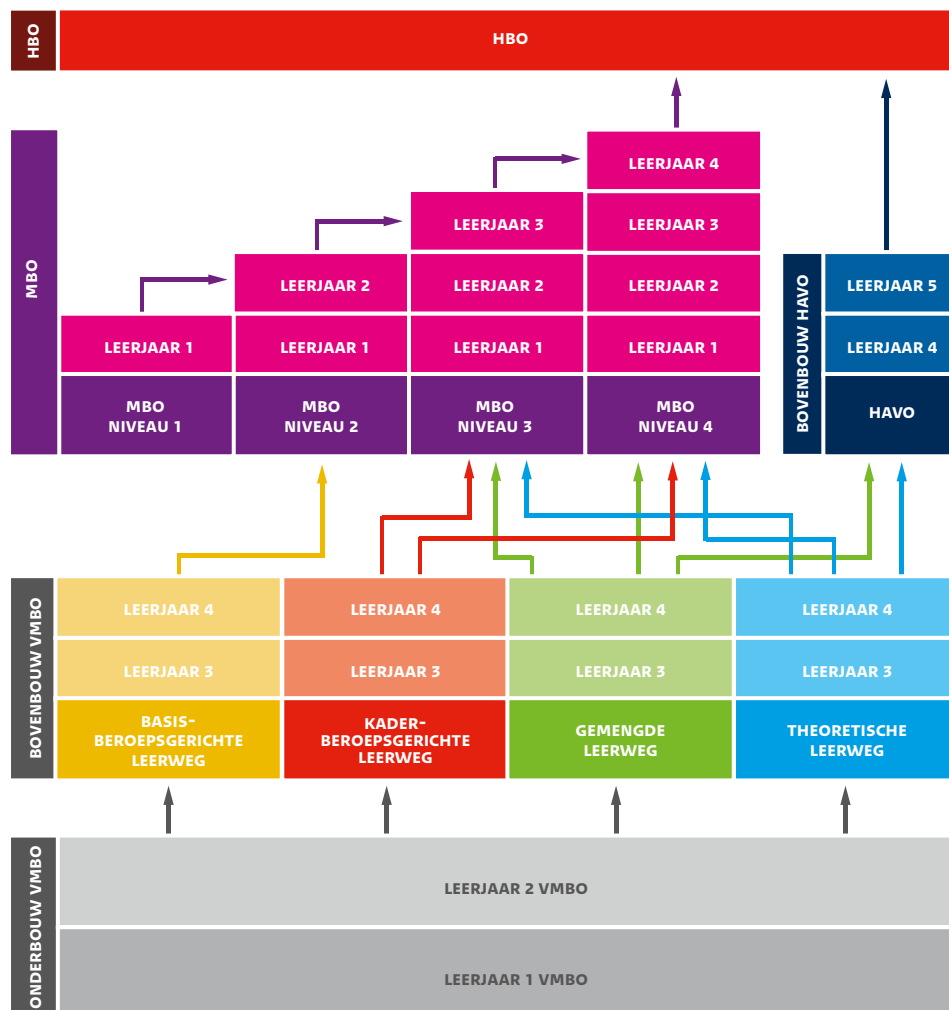 HBO
HBO
MBO
LEERJAAR 4
LEERJAAR 3
LEERJAAR 3
LEERJAAR 2
LEERJAAR 2
LEERJAAR 2
LEERJAAR 1
LEERJAAR 1
LEERJAAR 1
LEERJAAR 1
MBO
NIVEAU 1
MBO
NIVEAU 2
MBO
NIVEAU 3
MBO
NIVEAU 4
BOVENBOUW HAVO
LEERJAAR 5
LEERJAAR 4
HAVO
BOVENBOUW VMBO
LEERJAAR 4
LEERJAAR 4
LEERJAAR 4
LEERJAAR 4
LEERJAAR 3
LEERJAAR 3
LEERJAAR 3
LEERJAAR 3
BASIS-
BEROEPSGERICHTE
LEERWEG
KADER-
BEROEPSGERICHTE
LEERWEG
GEMENGDE
LEERWEG
THEORETISCHE
LEERWEG
ONDERBOUW VMBO
LEERJAAR 2 VMBO
LEERJAAR 1 VMBO